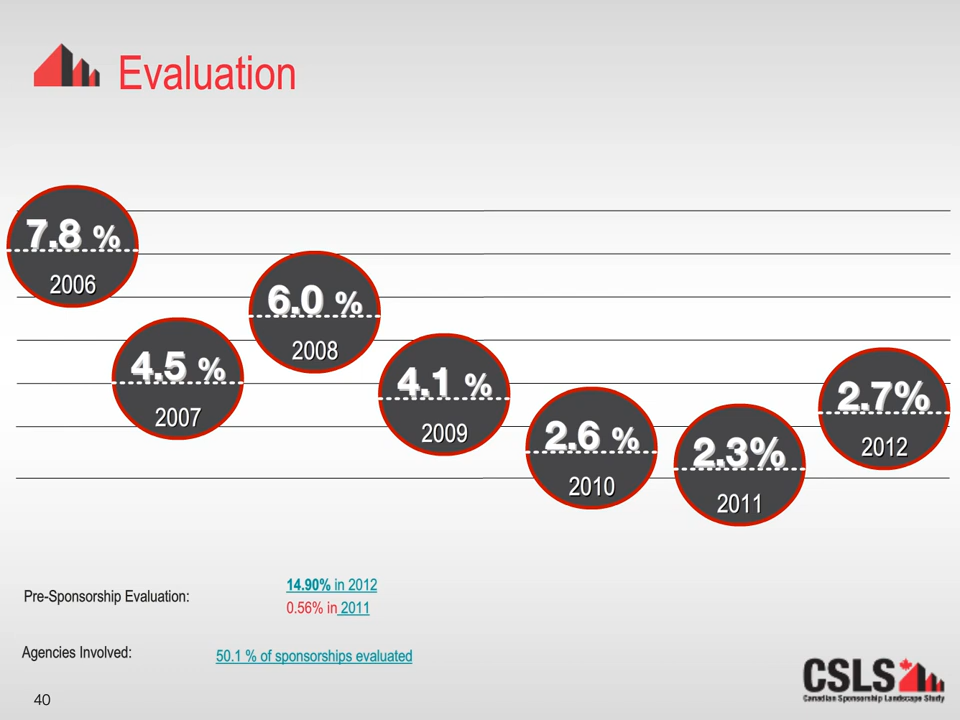 Evaluation
7.8 %
2006
4.5 %
2007
6.0 %
2008
4.1 %
2009
2.6 %
2010
2.3%
2011
2.7%
2012
Pre-Sponsorship Evaluation:
14.90% in 2012
0.56% in 2011
Agencies Involved:
50.1 % of sponsorships evaluated
40
CSLS
Canadian Sponsorship Landscape Study